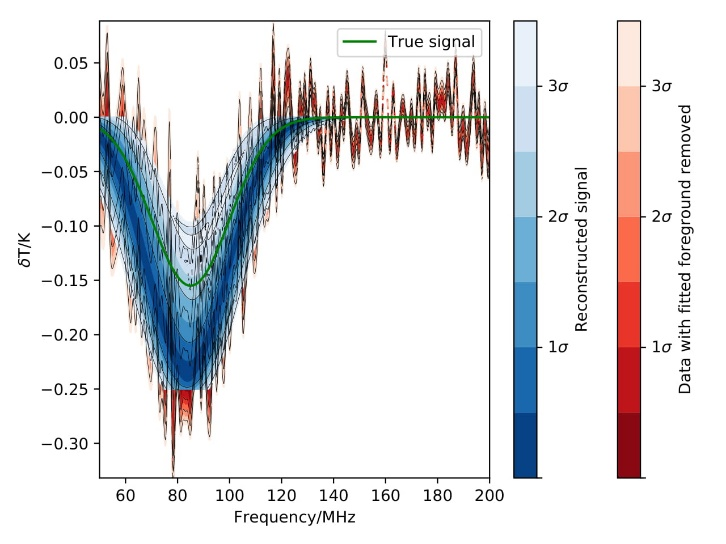 True signal
0.05
0.00
−0.05
−0.10
−0.15
−0.20
−0.25
−0.30
δT/K
60 80 100 120 140 160 180 200
Frequency/MHz
3σ
2σ
1σ
Reconstructed signal
3σ
2σ
1σ
Data with fitted foreground removed